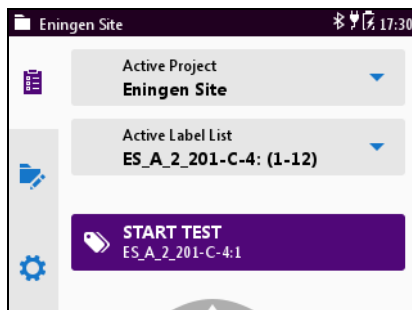 Eningen Site 17:30
Active Project
Eningen Site
Active Label List
ES_A_2_201-C-4: (1-12)
START TEST
ES_A_2_201-C-4:1